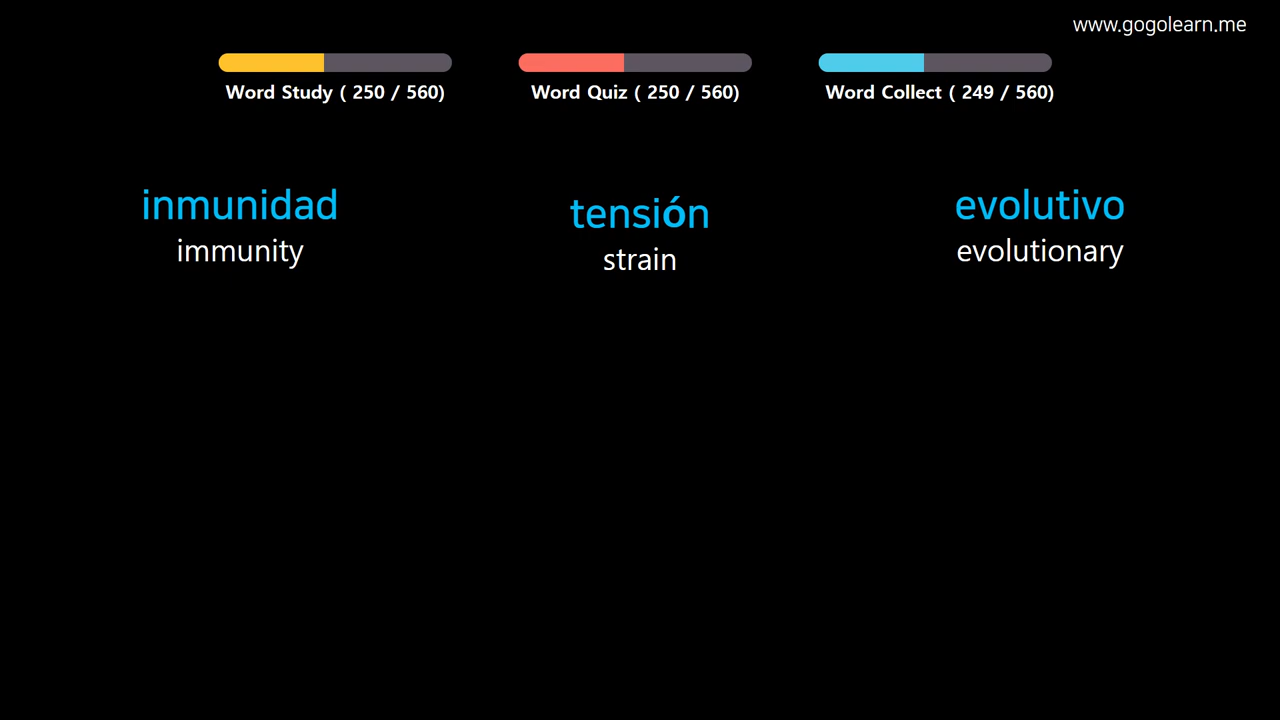 www.gogolearn.me
Word Study ( 250 / 560)
Word Quiz ( 250 / 560)
Word Collect ( 249 / 560)
inmunidad
immunity
tensión
strain
evolutivo
evolutionary